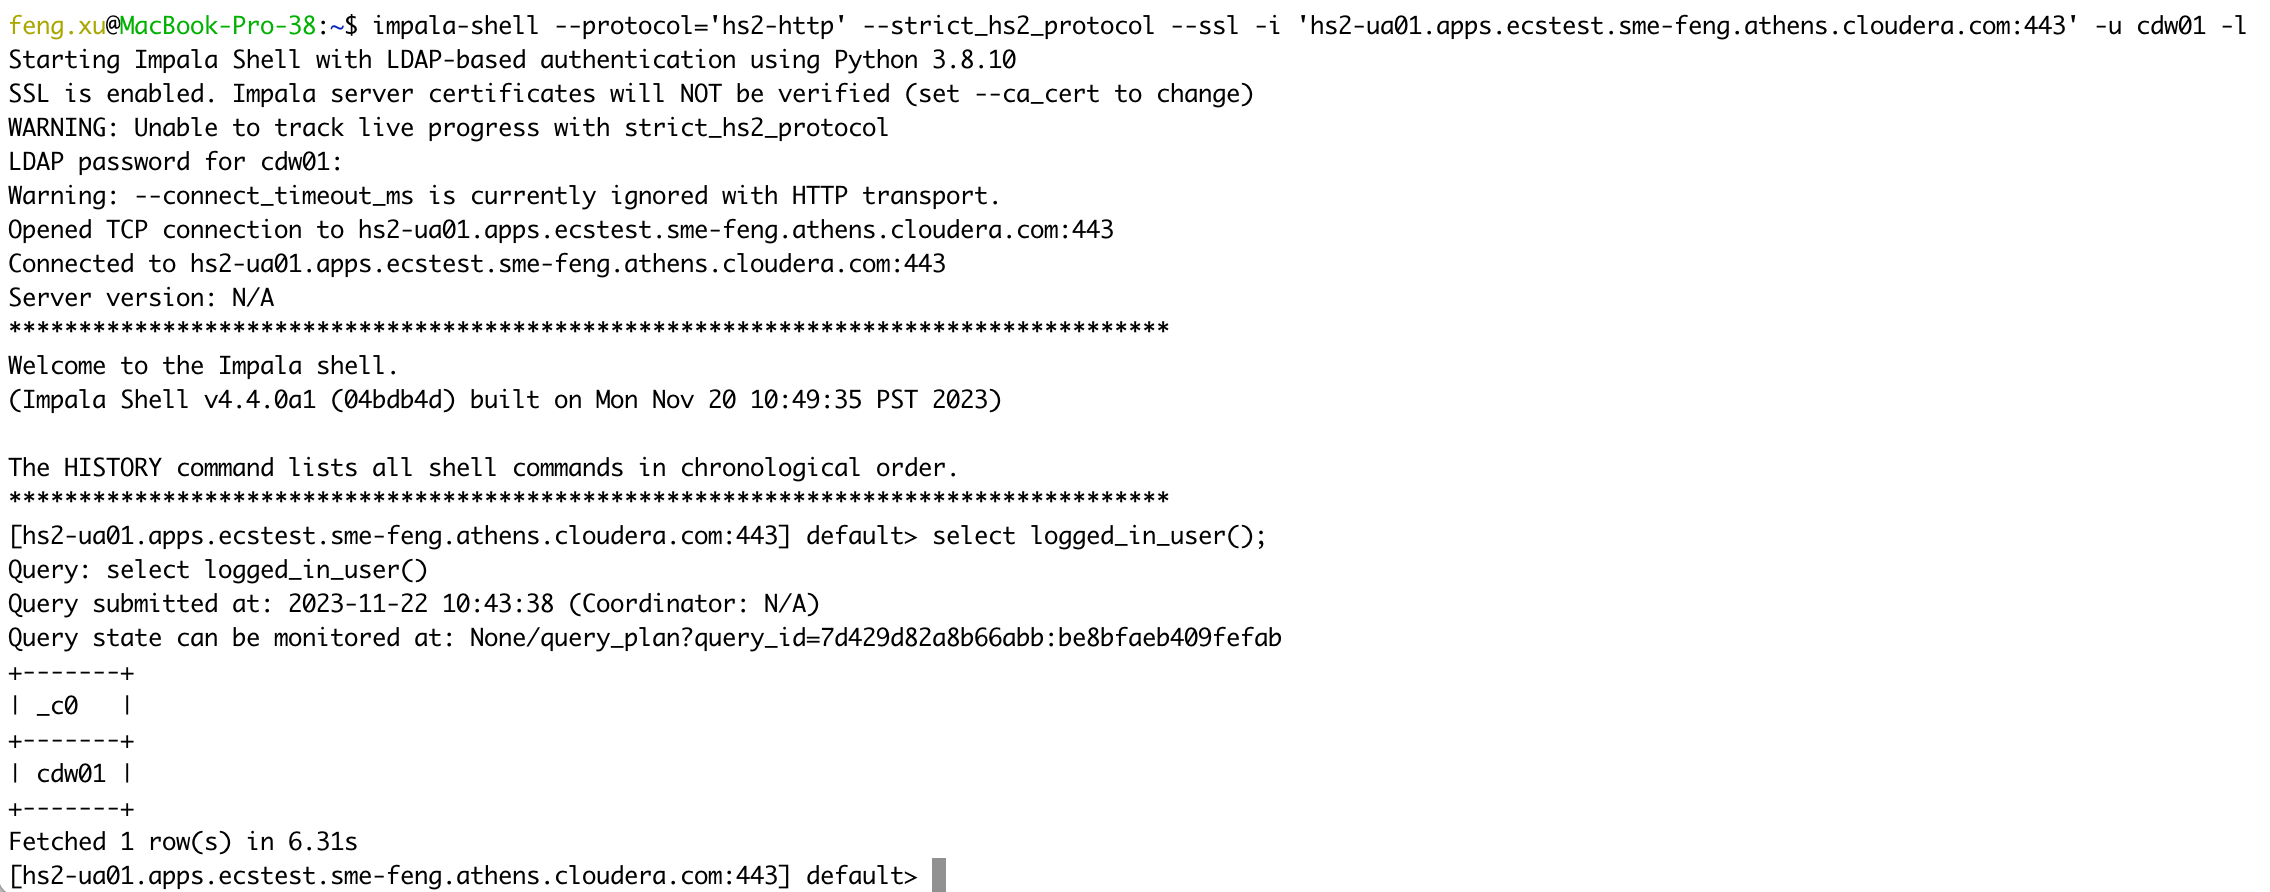 feng.xu@MacBook-Pro-38:~$ impala-shell --protocol='hs2-http' --strict_hs2_protocol --ssl -i 'hs2-ua01.apps.ecstest.sme-feng.athens.cloudera.com:443' -u cdw01 -l
Starting Impala Shell with LDAP-based authentication using Python 3.8.10
SSL is enabled. Impala server certificates will NOT be verified (set --ca_cert to change)
WARNING: Unable to track live progress with strict_hs2_protocol
LDAP password for cdw01:
Warning: --connect_timeout_ms is currently ignored with HTTP transport.
Opened TCP connection to hs2-ua01.apps.ecstest.sme-feng.athens.cloudera.com:443
Connected to hs2-ua01.apps.ecstest.sme-feng.athens.cloudera.com:443
Server version: N/A
***********************************************************************************
Welcome to the Impala shell.
(Impala Shell v4.4.0a1 (04bdb4d) built on Mon Nov 20 10:49:35 PST 2023)

The HISTORY command lists all shell commands in chronological order.
***********************************************************************************
[hs2-ua01.apps.ecstest.sme-feng.athens.cloudera.com:443] default> select logged_in_user();
Query: select logged_in_user()
Query submitted at: 2023-11-22 10:43:38 (Coordinator: N/A)
Query state can be monitored at: None/query_plan?query_id=7d429d82a8b66abb:be8bfaeb409fefab
+-------+
| _c0   |
+-------+
| cdw01 |
+-------+
Fetched 1 row(s) in 6.31s
[hs2-ua01.apps.ecstest.sme-feng.athens.cloudera.com:443] default>